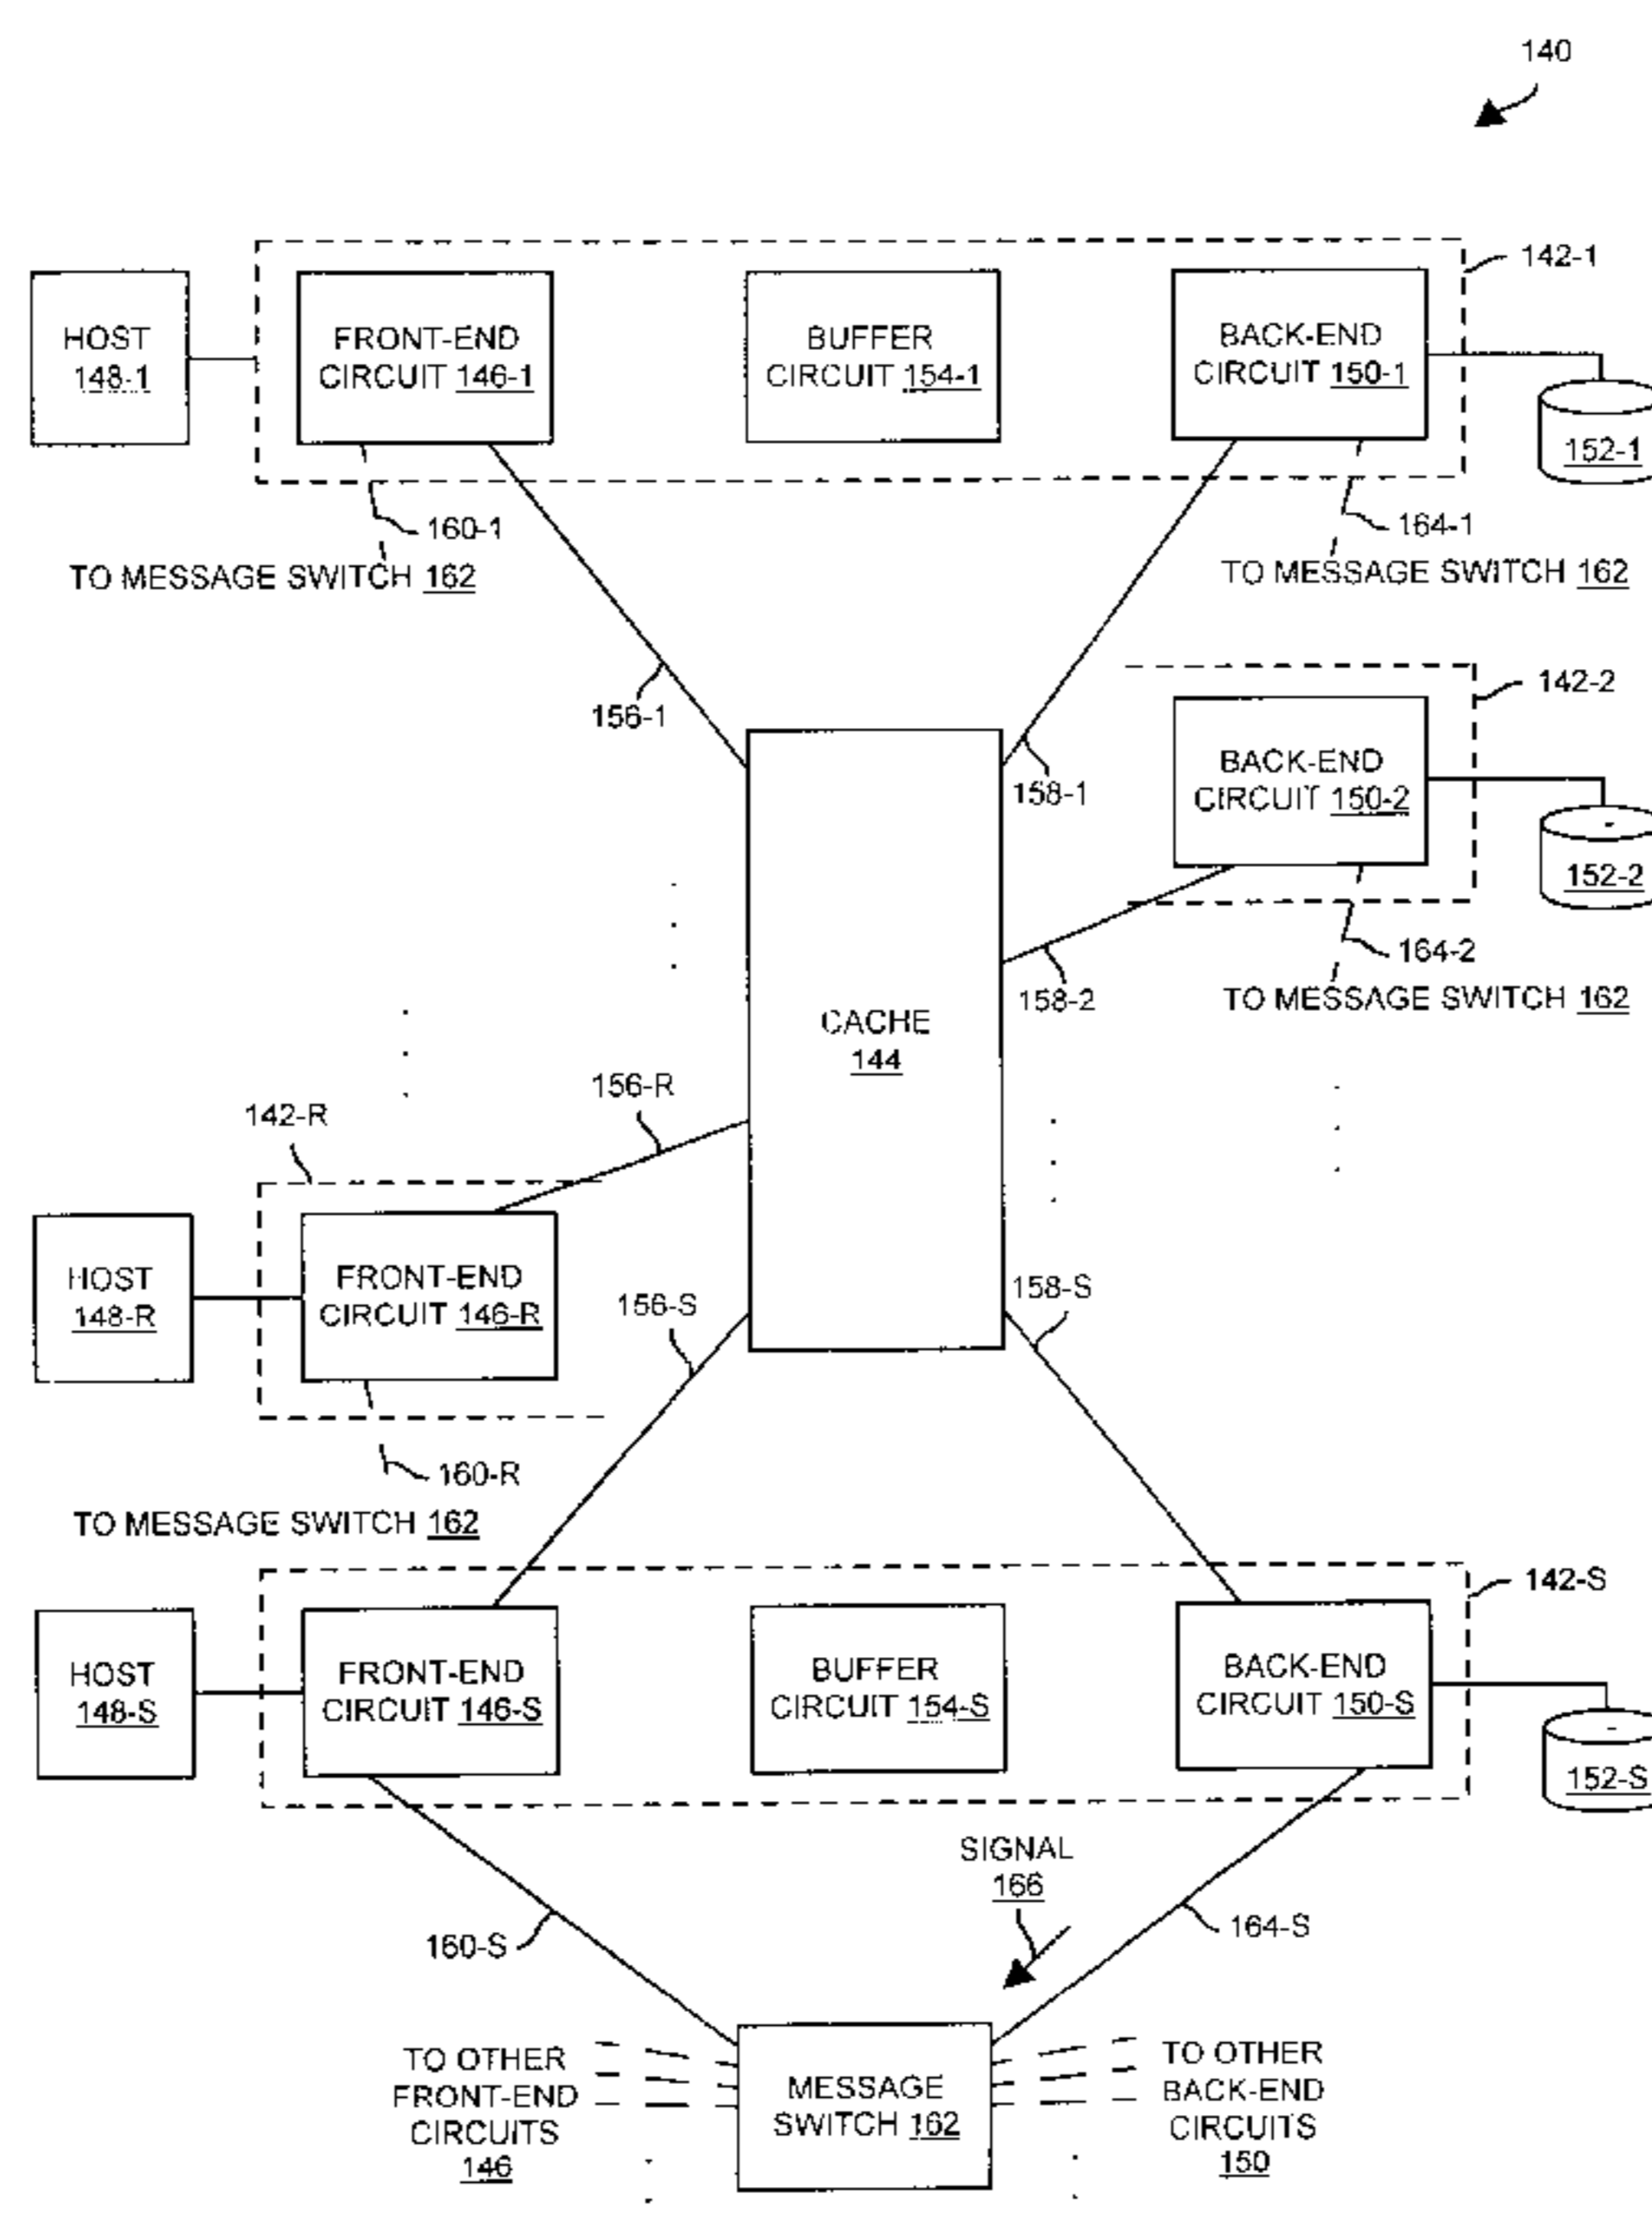 140
142-1
HOST
148-1
FRONT-END
CIRCUIT 146-1
BUFFER
CIRCUIT 154-1
BACK-END
CIRCUIT 150-1
152-1
160-1
164-1
TO MESSAGE SWITCH 162
TO MESSAGE SWITCH 162
156-1
158-1
142-2
BACK-END
CIRCUIT 150-2
152-2
164-2
158-2
TO MESSAGE SWITCH 162
CACHE
144
156-R
142-R
HOST
148-R
FRONT-END
CIRCUIT 146-R
156-S
158-S
160-R
TO MESSAGE SWITCH 162
142-S
HOST
148-S
FRONT-END
CIRCUIT 146-S
BUFFER
CIRCUIT 154-S
BACK-END
CIRCUIT 150-S
152-S
SIGNAL
166
160-S
164-S
TO OTHER
FRONT-END
CIRCUITS
146
MESSAGE
SWITCH 162
TO OTHER
BACK-END
CIRCUITS
150